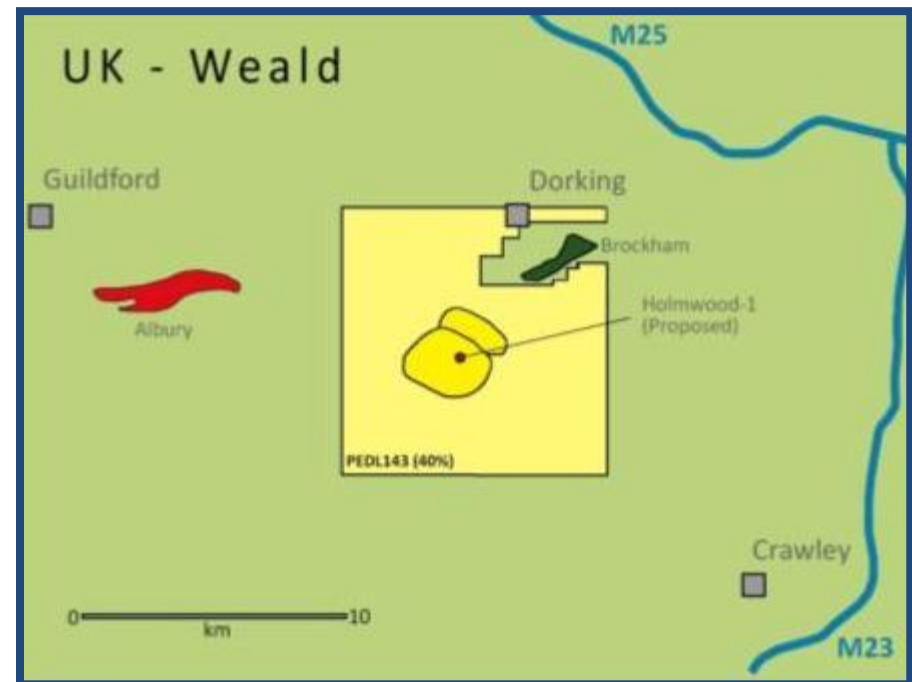 UK - Weald
M25
Guildford
Dorking
Brockham
Albury
Holmwood-1
(Proposed)
PEDL143 (40%)
Crawley
0 10
km
M23